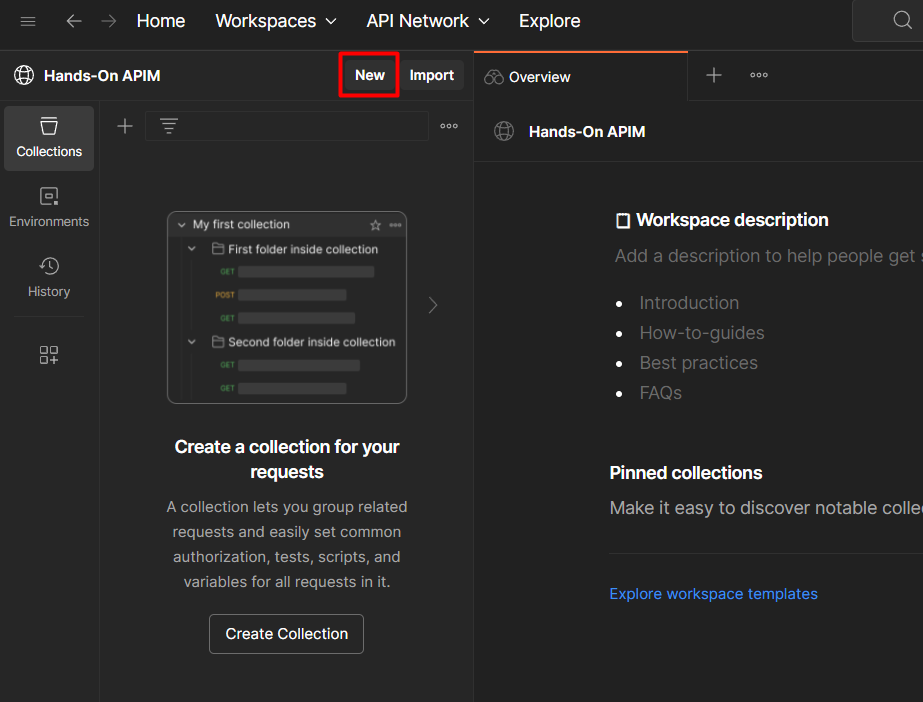 Home Workspaces API Network Explore
Hands-On APIM New Import Overview
Collections
Environments
History
My first collection
First folder inside collection
GET
POST
GET
Second folder inside collection
GET
GET
Create a collection for your
requests
A collection lets you group related
requests and easily set common
authorization, tests, scripts, and
variables for all requests in it.
Create Collection
Hands-On APIM
Workspace description
Add a description to help people get
Introduction
How-to-guides
Best practices
FAQs
Pinned collections
Make it easy to discover notable colle
Explore workspace templates